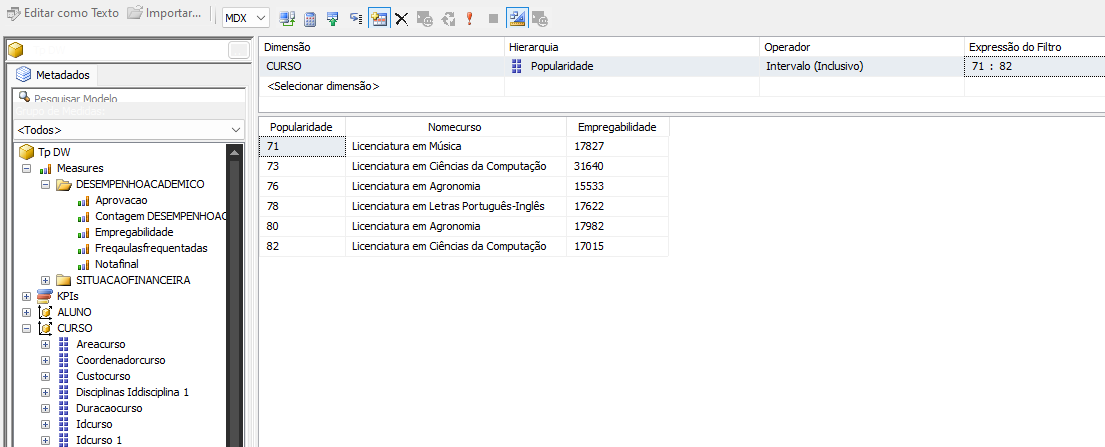 Editar como Texto Importar... MDX
Metadados
Pesquisar Modelo
<Todos>
Tp DW
Measures
DESEMPENHOACADEMICO
Aprovacao
Contagem DESEMPENHOAC
Empregabilidade
Freqaulasfrequentadas
Notafinal
SITUACAOFINANCEIRA
KPIs
ALUNO
CURSO
Areacurso
Coordenadorcurso
Custocurso
Disciplinas Iddisciplina 1
Duracaocurso
Idcurso
Idcurso 1
Dimensão Hierarquia Operador Expressão do Filtro
CURSO Popularidade Intervalo (Inclusivo) 71 : 82
<Selecionar dimensão>
Popularidade Nomecurso Empregabilidade
71 Licenciatura em Música 17827
73 Licenciatura em Ciências da Computação 31640
76 Licenciatura em Agronomia 15533
78 Licenciatura em Letras Português-Inglês 17622
80 Licenciatura em Agronomia 17982
82 Licenciatura em Ciências da Computação 17015